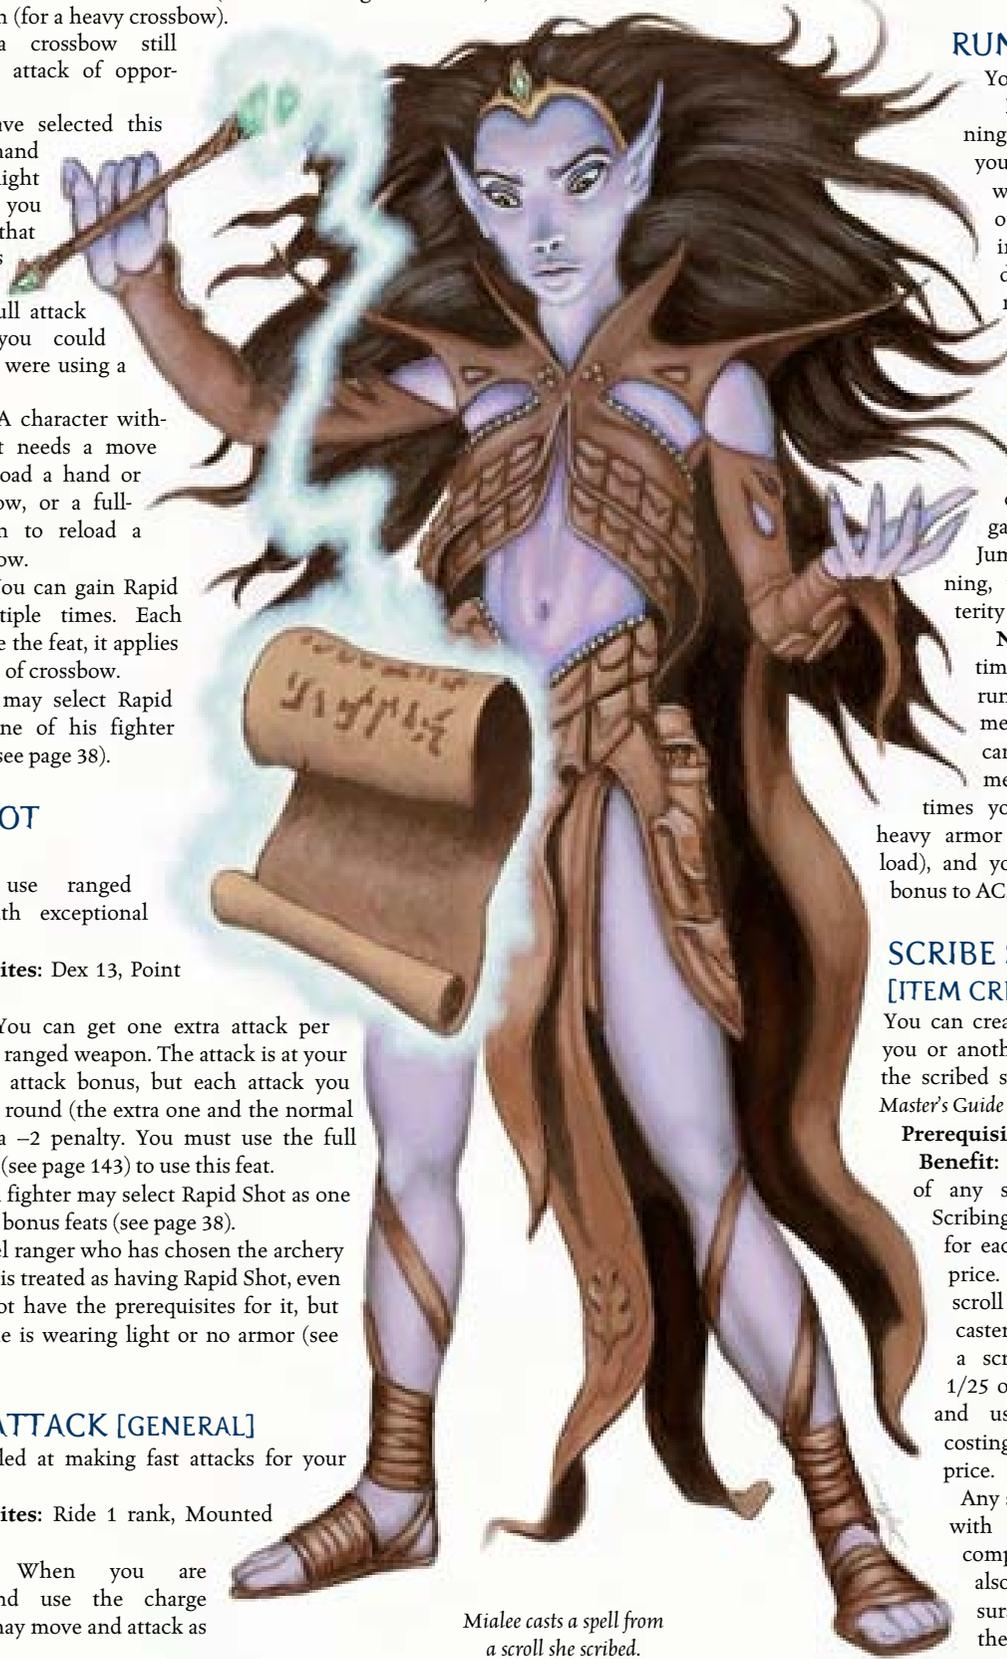 n (for a heavy crossbow).
a crossbow still
attack of oppor-
ave selected this
hand
light
you
that
s
ull attack
you could
were using a
A character with-
t needs a move
oad a hand or
ow, or a full-
n to reload a
ow.
You can gain Rapid
tiple times. Each
e the feat, it applies
of crossbow.
may select Rapid
ne of his fighter
see page 38).
OT
use ranged
th exceptional
ites: Dex 13, Point
You can get one extra attack per
ranged weapon. The attack is at your
attack bonus, but each attack you
round (the extra one and the normal
a –2 penalty. You must use the full
(see page 143) to use this feat.
fighter may select Rapid Shot as one
bonus feats (see page 38).
el ranger who has chosen the archery
is treated as having Rapid Shot, even
ot have the prerequisites for it, but
e is wearing light or no armor (see
ATTACK [GENERAL]
led at making fast attacks for your
ites: Ride 1 rank, Mounted
When you are
nd use the charge
may move and attack as
Mialee casts a spell from
a scroll she scribed.
RUN
Yo
ning
you
w
o
in
d
ga
Jum
ning,
terity
N
tim
run
me
can
me
times yo
heavy armor
load), and yo
bonus to AC
SCRIBE S
[ITEM CRE
You can crea
you or anoth
the scribed s
Master's Guide
Prerequisi
Benefit:
of any s
Scribing
for eac
price.
scroll
caster
a scr
1/25 o
and us
costing
price.
Any s
with
comp
also
sur
the